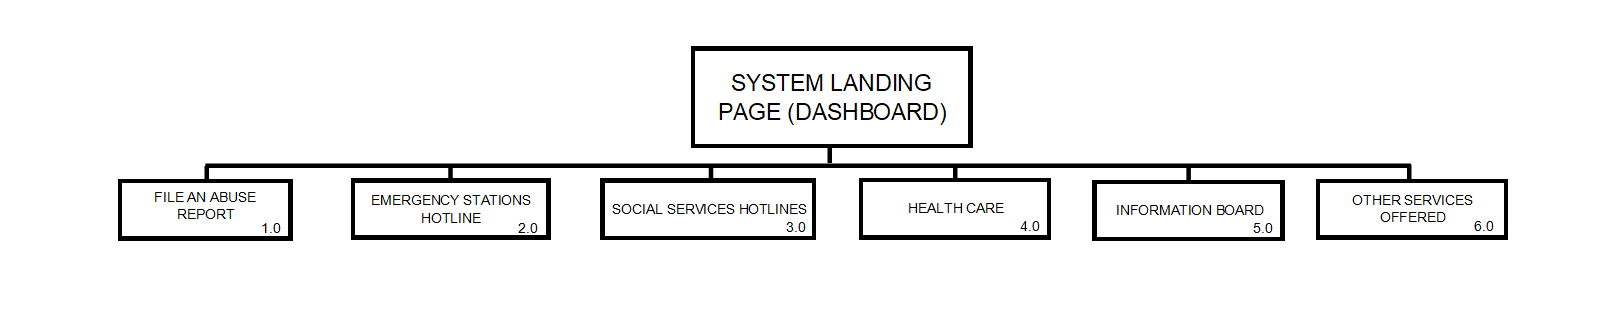 SYSTEM LANDING
PAGE (DASHBOARD)
FILE AN ABUSE
REPORT
1.0
EMERGENCY STATIONS
HOTLINE
2.0
SOCIAL SERVICES HOTLINES
3.0
HEALTH CARE
4.0
INFORMATION BOARD
5.0
OTHER SERVICES
OFFERED
6.0